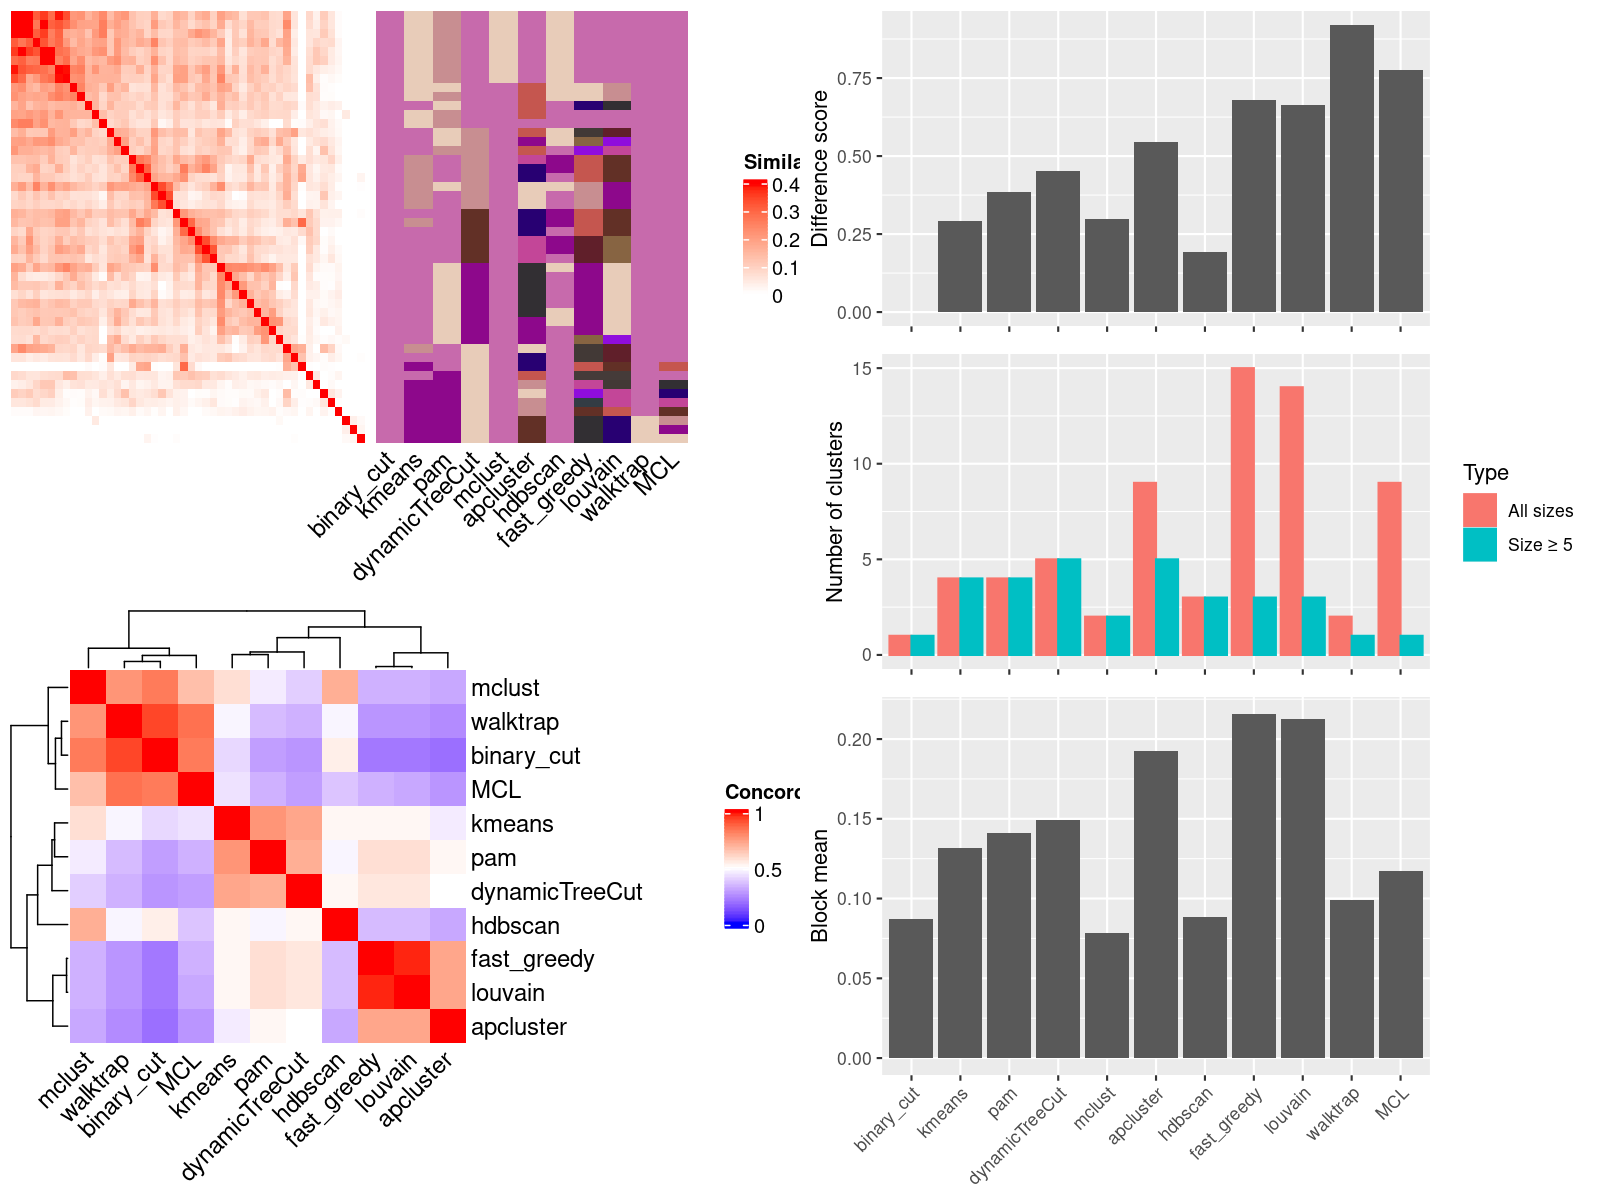 Simila
0.4
0.3
0.2
0.1
0
binary_cut
kmeans
pam
dynamicTreeCut
mclust
apcluster
hdbscan
fast_greedy
louvain
walktrap
MCL
mclust
walktrap
binary_cut
MCL
kmeans
pam
dynamicTreeCut
hdbscan
fast_greedy
louvain
apcluster
mclust
walktrap
binary_cut
MCL
kmeans
pam
dynamicTreeCut
hdbscan
fast_greedy
louvain
apcluster
Concord
1
0.5
0
Difference score
0.75
0.50
0.25
0.00
Number of clusters
15
10
5
0
Type
All sizes
Size ≥ 5
Block mean
0.20
0.15
0.10
0.05
0.00
binary_cut
kmeans
pam
dynamicTreeCut
mclust
apcluster
hdbscan
fast_greedy
louvain
walktrap
MCL